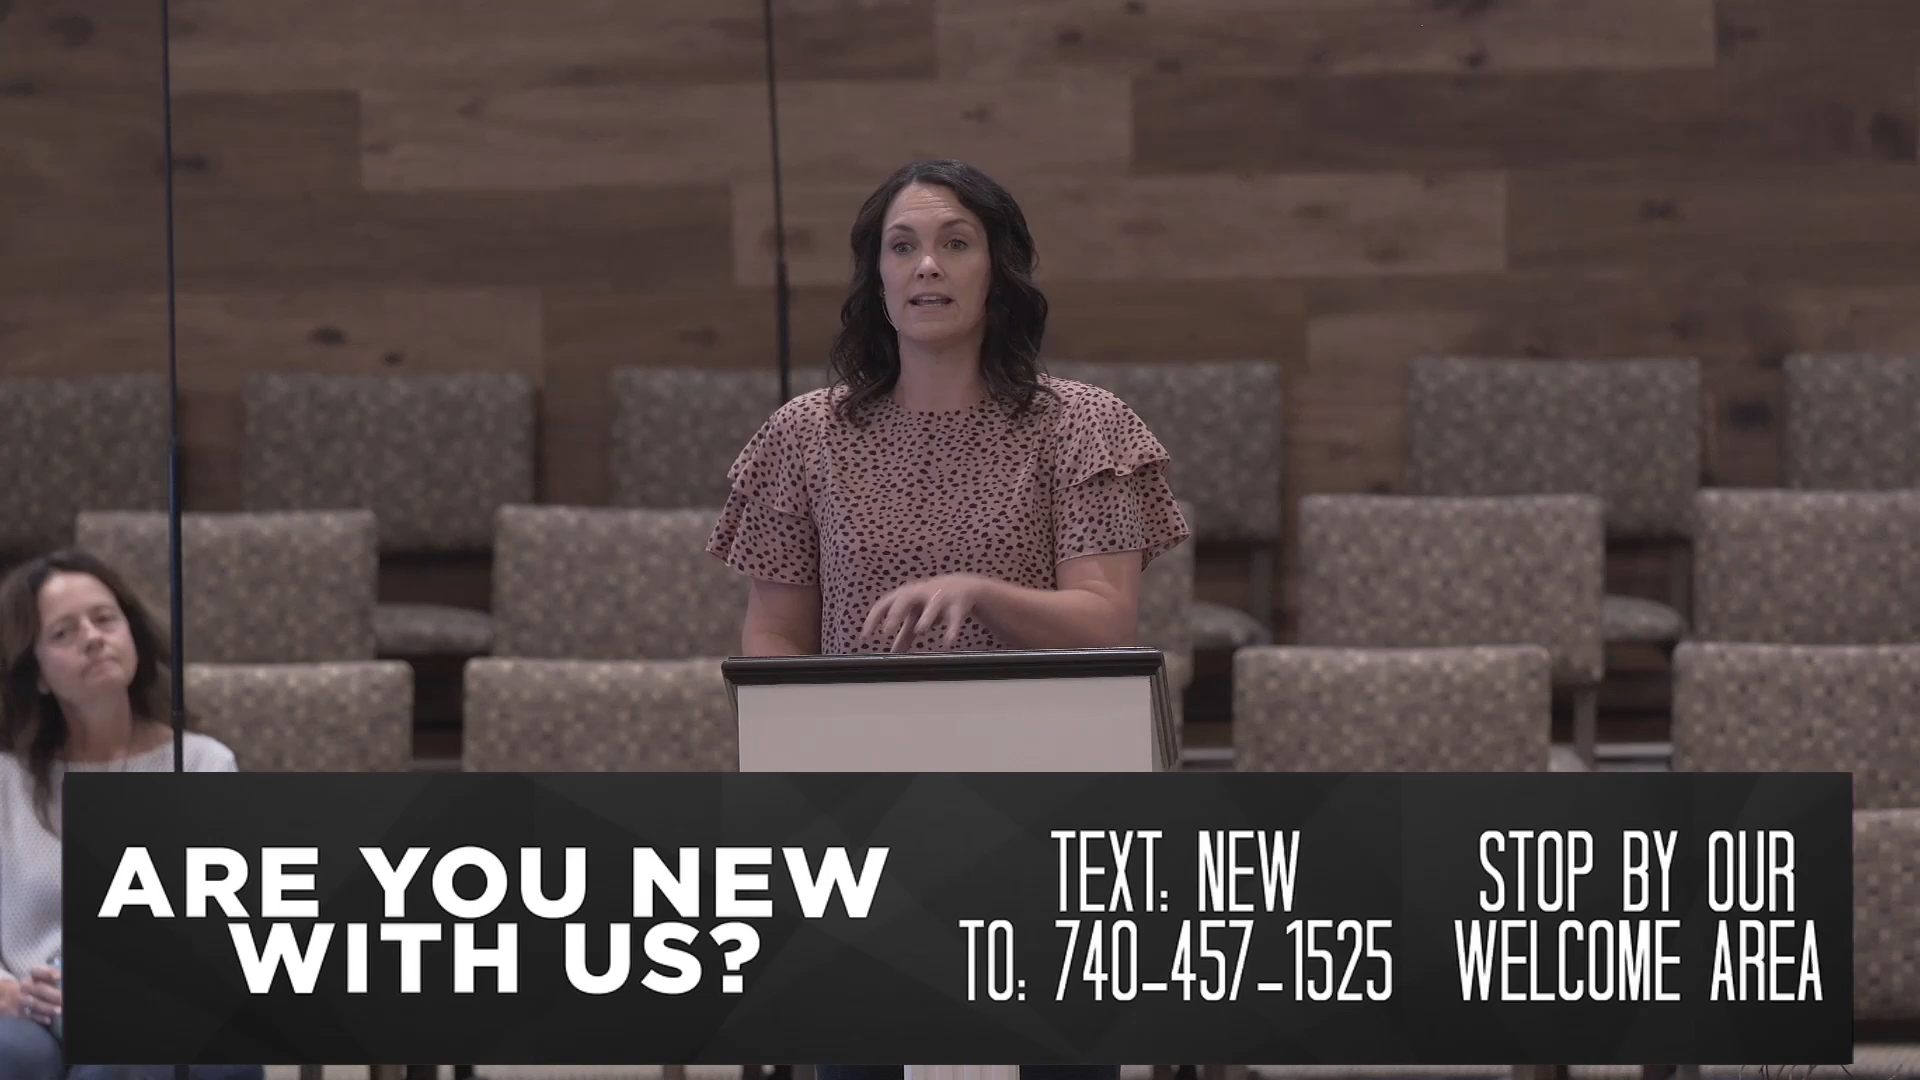 ARE YOU NEW
WITH US?
TEXT: NEW
TO: 740-457-1525
STOP BY OUR
WELCOME AREA